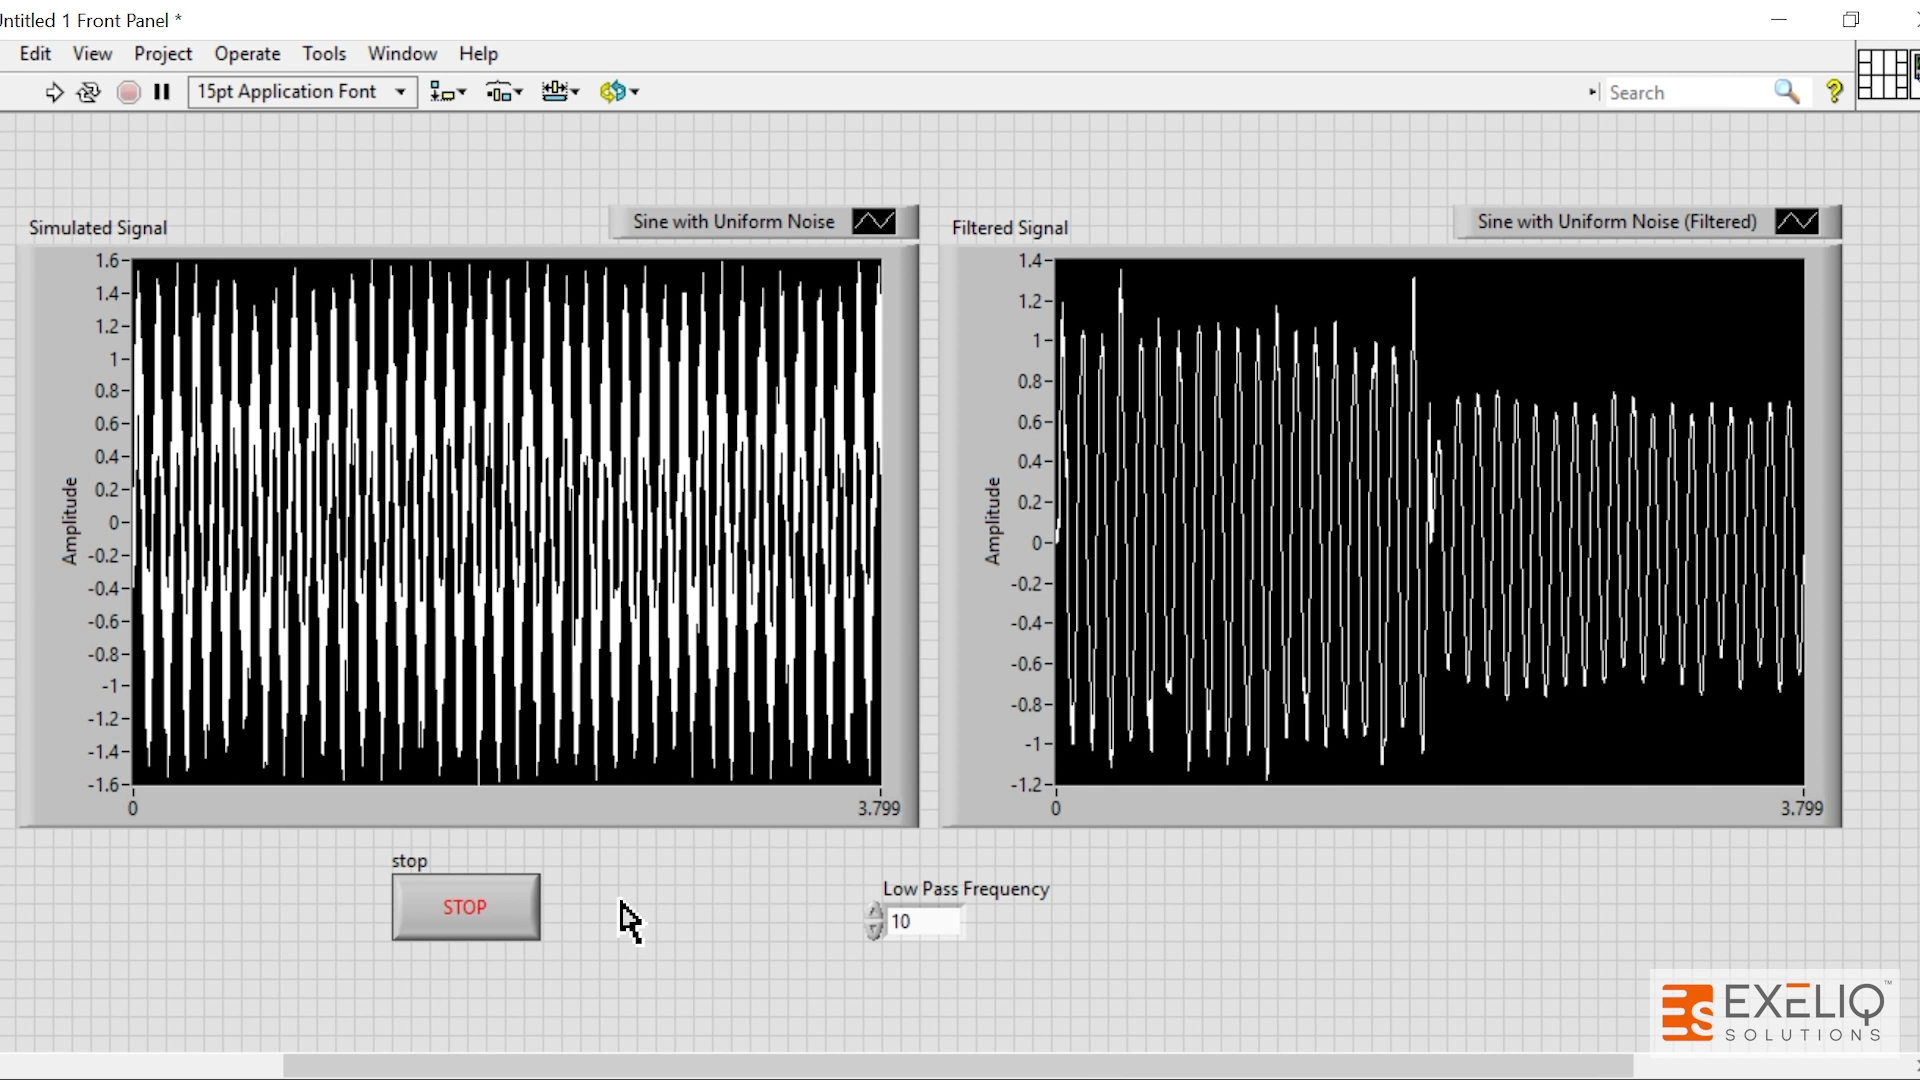 ntitled 1 Front Panel *
Edit View Project Operate Tools Window Help
15pt Application Font
Search
?
Simulated Signal
Sine with Uniform Noise
Filtered Signal
Sine with Uniform Noise (Filtered)
Amplitude
1.6
1.4
1.2
1
0.8
0.6
0.4
0.2
0
-0.2
-0.4
-0.6
-0.8
-1
-1.2
-1.4
-1.6
0
3.799
Amplitude
1.4
1.2
1
0.8
0.6
0.4
0.2
0
-0.2
-0.4
-0.6
-0.8
-1
-1.2
0
3.799
stop
STOP
Low Pass Frequency
10
EXELIQ™
SOLUTIONS